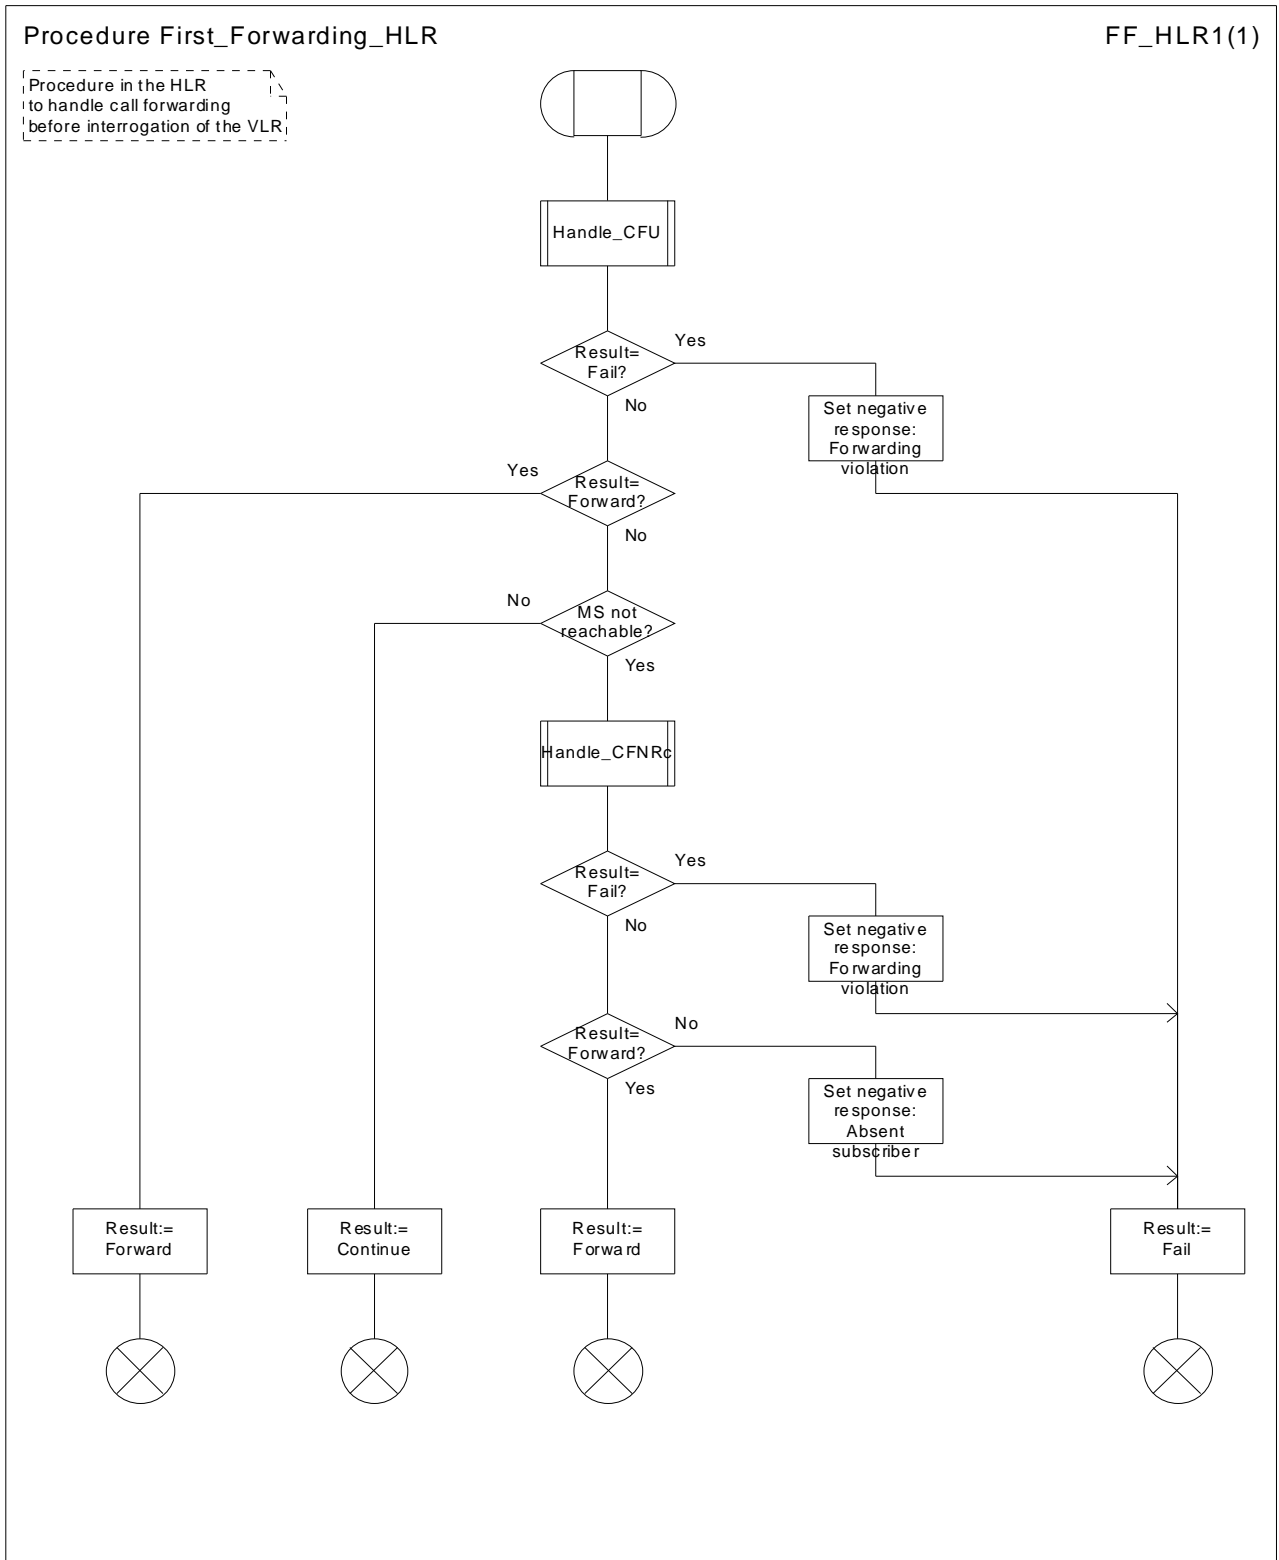 Procedure First_Forwarding_HLR
FF_HLR1(1)
Procedure in the HLR
to handle call forwarding
before interrogation of the VLR
Handle_CFU
Result=
Fail?
Yes
No
Set negative
response:
Forwarding
violation
Result=
Forward?
Yes
No
MS not
reachable?
No
Yes
Handle_CFNRc
Result=
Fail?
Yes
No
Set negative
response:
Forwarding
violation
Result=
Forward?
No
Yes
Set negative
response:
Absent
subscriber
Result:=
Forward
Result:=
Continue
Result:=
Forward
Result:=
Fail